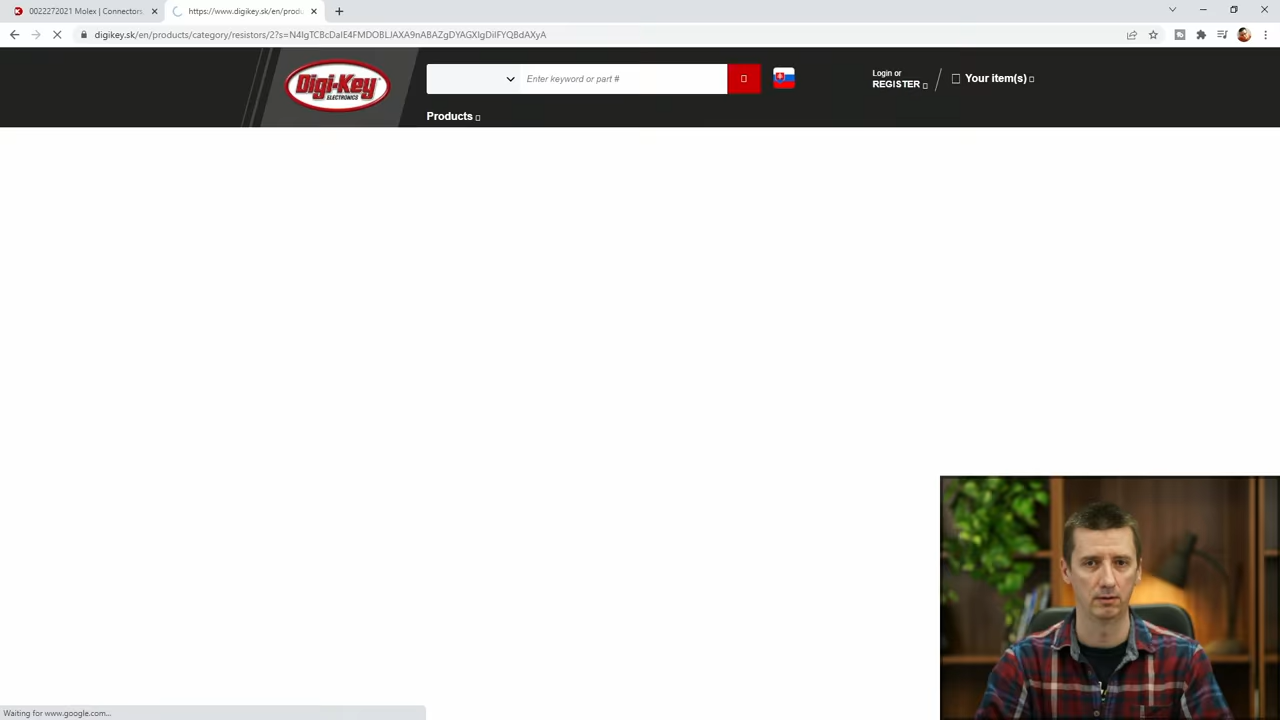 0022272021 Molex | Connectors,
https://www.digikey.sk/en/produ
digikey.sk/en/products/category/resistors/2?s=N4IgTCBcDaIE4FMDOBLJAXA9nABAZgDYAGXIgDiIFYQBdAXyA
Digi-Key
ELECTRONICS
Enter keyword or part #
Login or
REGISTER
Your item(s)
Products
Waiting for www.google.com...